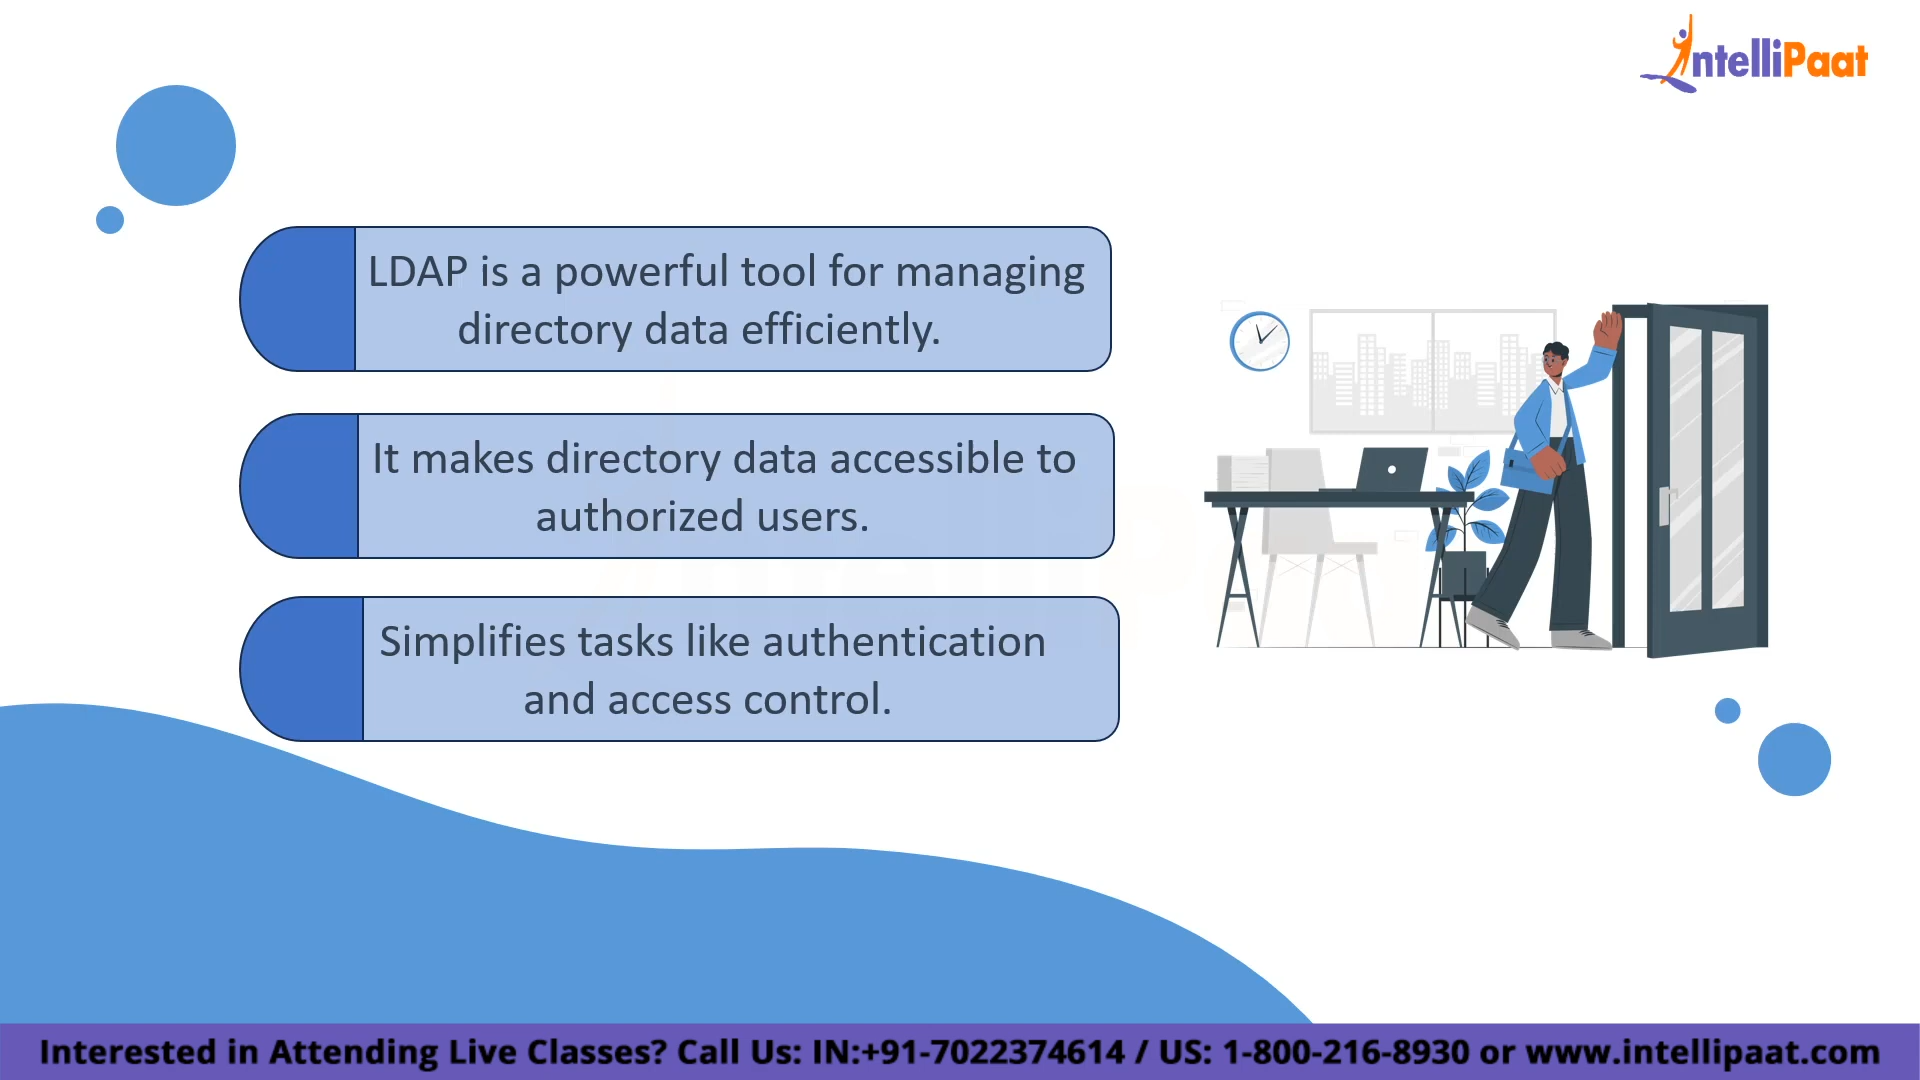 IntelliPaat
LDAP is a powerful tool for managing
directory data efficiently.
It makes directory data accessible to
authorized users.
Simplifies tasks like authentication
and access control.
Interested in Attending Live Classes? Call Us: IN:+91-7022374614 / US: 1-800-216-8930 or www.intellipaat.com